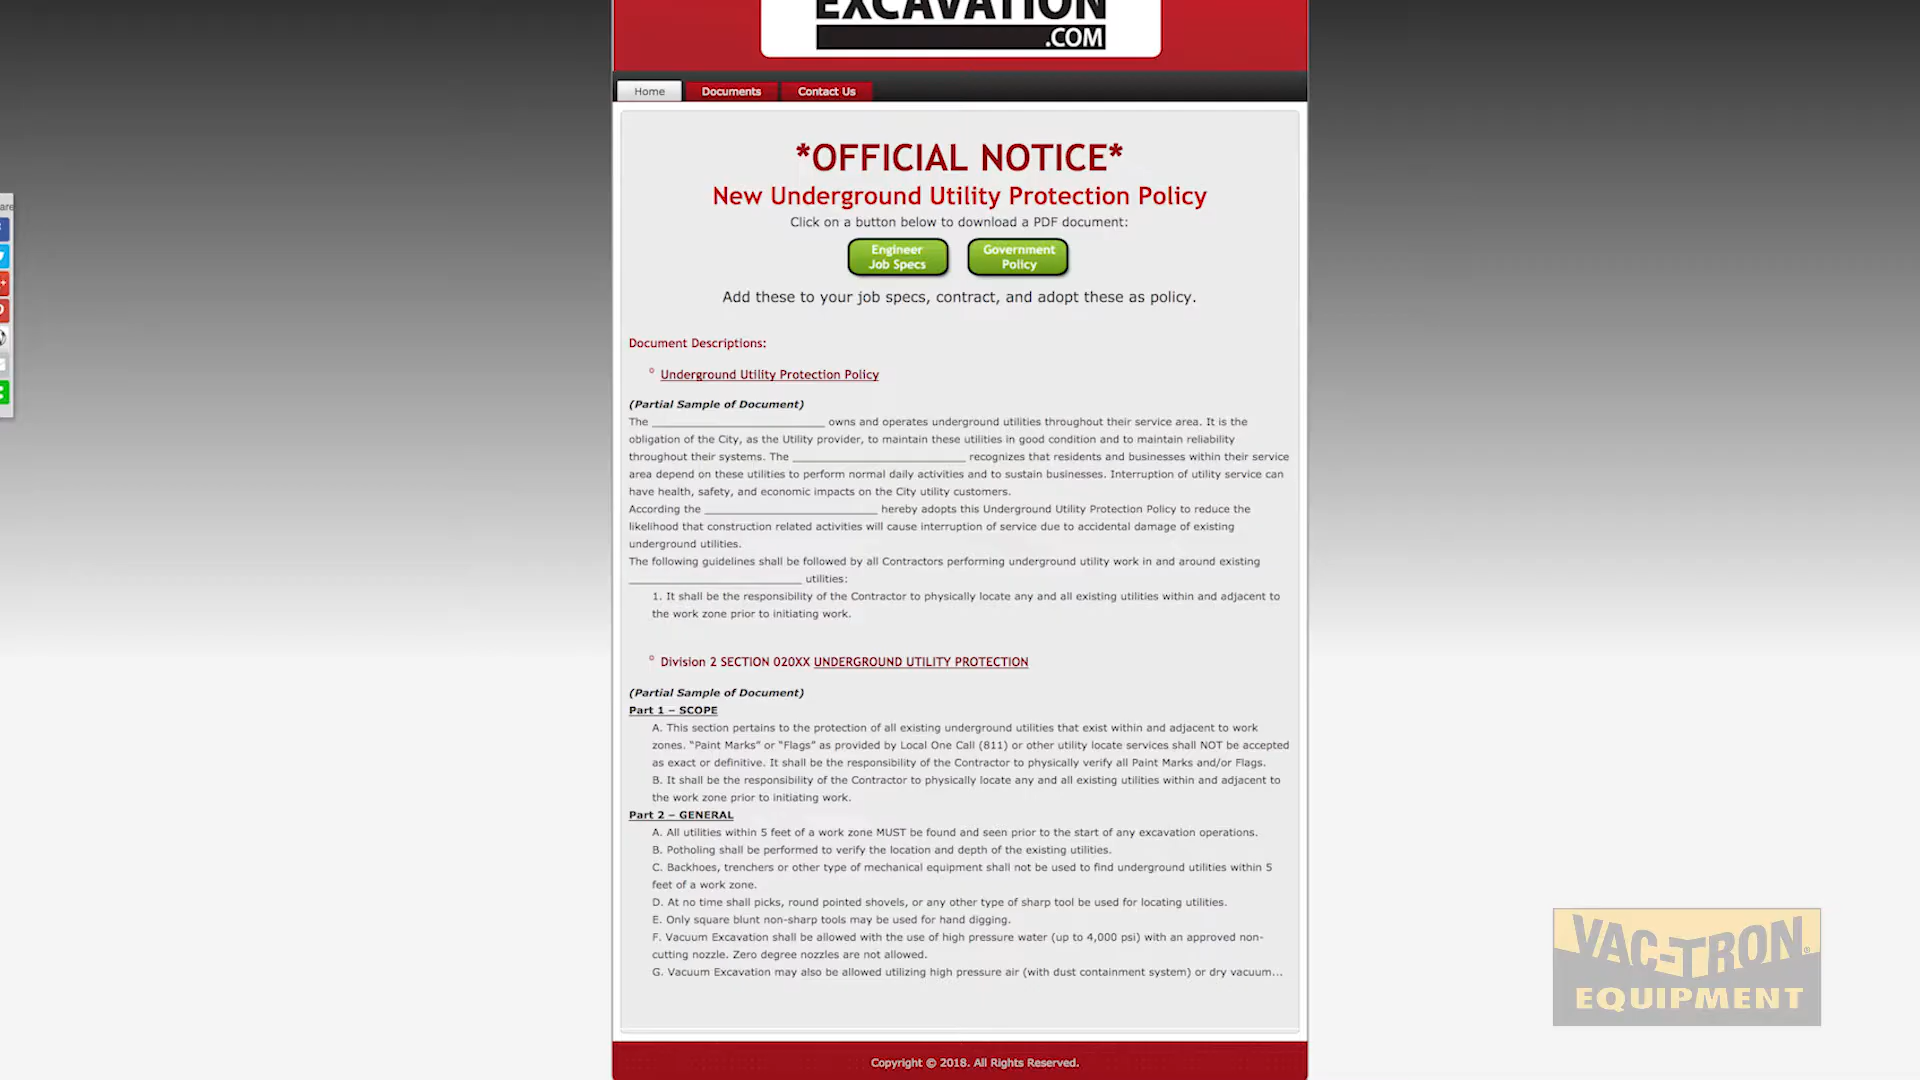 EXCAVATION
.COM
Home
Documents
Contact Us
*OFFICIAL NOTICE*
New Underground Utility Protection Policy
Click on a button below to download a PDF document:
Engineer
Job Specs
Government
Policy
Add these to your job specs, contract, and adopt these as policy.
Document Descriptions:
Underground Utility Protection Policy
(Partial Sample of Document)
The _________________________ owns and operates underground utilities throughout their service area. It is the
obligation of the City, as the Utility provider, to maintain these utilities in good condition and to maintain reliability
throughout their systems. The _________________________ recognizes that residents and businesses within their service
area depend on these utilities to perform normal daily activities and to sustain businesses. Interruption of utility service can
have health, safety, and economic impacts on the City utility customers.
According the _________________________ hereby adopts this Underground Utility Protection Policy to reduce the
likelihood that construction related activities will cause interruption of service due to accidental damage of existing
underground utilities.
The following guidelines shall be followed by all Contractors performing underground utility work in and around existing
_________________________ utilities:
1. It shall be the responsibility of the Contractor to physically locate any and all existing utilities within and adjacent to
the work zone prior to initiating work.
Division 2 SECTION 020XX UNDERGROUND UTILITY PROTECTION
(Partial Sample of Document)
Part 1 – SCOPE
A. This section pertains to the protection of all existing underground utilities that exist within and adjacent to work
zones. “Paint Marks” or “Flags” as provided by Local One Call (811) or other utility locate services shall NOT be accepted
as exact or definitive. It shall be the responsibility of the Contractor to physically verify all Paint Marks and/or Flags.
B. It shall be the responsibility of the Contractor to physically locate any and all existing utilities within and adjacent to
the work zone prior to initiating work.
Part 2 – GENERAL
A. All utilities within 5 feet of a work zone MUST be found and seen prior to the start of any excavation operations.
B. Potholing shall be performed to verify the location and depth of the existing utilities.
C. Backhoes, trenchers or other type of mechanical equipment shall not be used to find underground utilities within 5
feet of a work zone.
D. At no time shall picks, round pointed shovels, or any other type of sharp tool be used for locating utilities.
E. Only square blunt non-sharp tools may be used for hand digging.
F. Vacuum Excavation shall be allowed with the use of high pressure water (up to 4,000 psi) with an approved non-
cutting nozzle. Zero degree nozzles are not allowed.
G. Vacuum Excavation may also be allowed utilizing high pressure air (with dust containment system) or dry vacuum...
VAC-TRON®
EQUIPMENT
Copyright © 2018. All Rights Reserved.